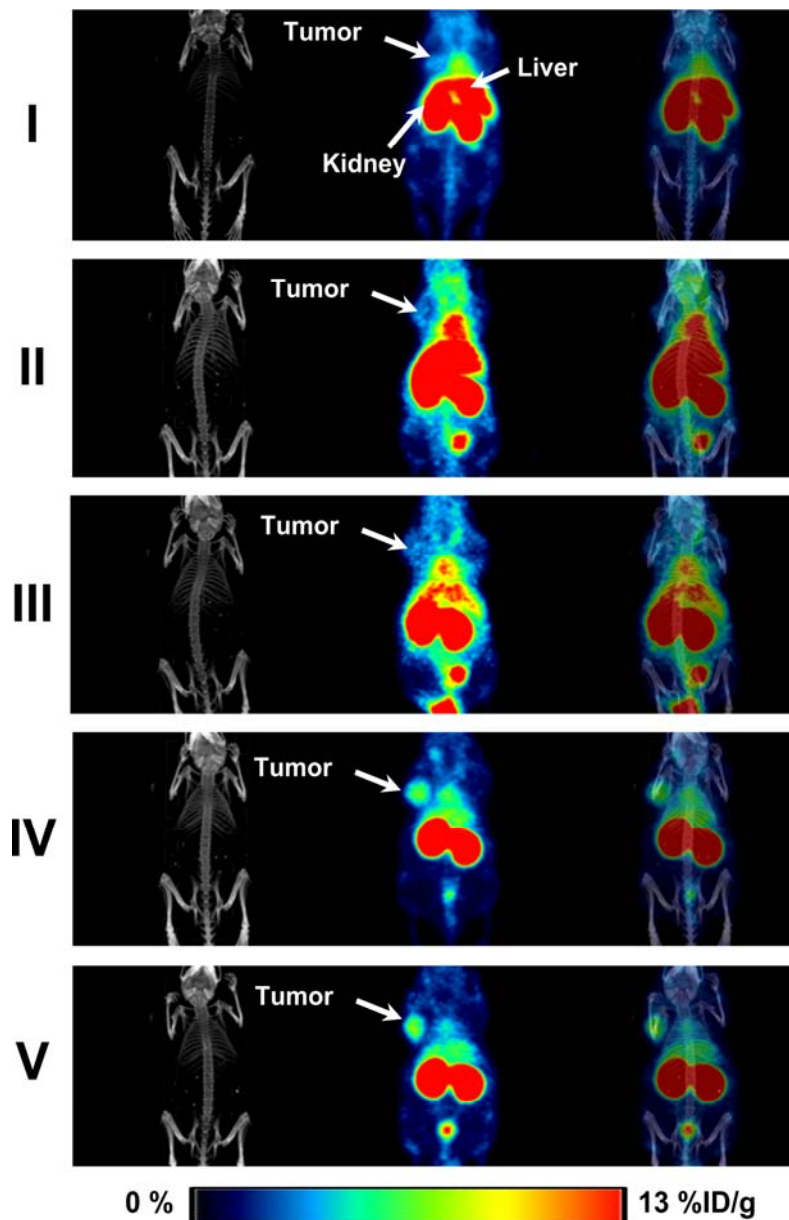 Tumor
Liver
I
Kidney
Tumor
II
Tumor
III
Tumor
IV
Tumor
V
0 %
13 %ID/g